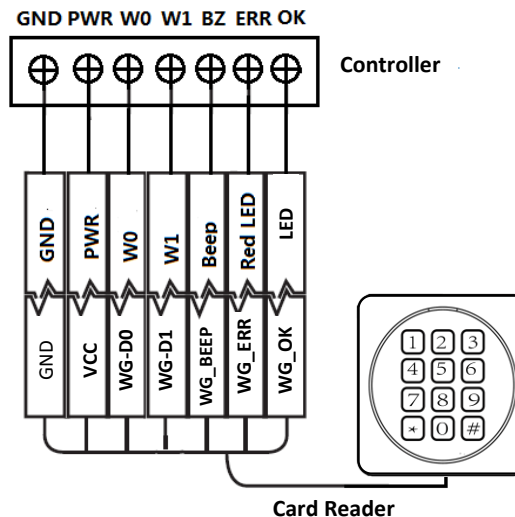 GND PWR W0 W1 BZ ERR OK
Controller
GND
PWR
W0
W1
Beep
Red LED
LED
GND
VCC
WG-D0
WG-D1
WG_BEEP
WG_ERR
WG_OK
1 2 3
4 5 6
7 8 9
* 0 #
Card Reader